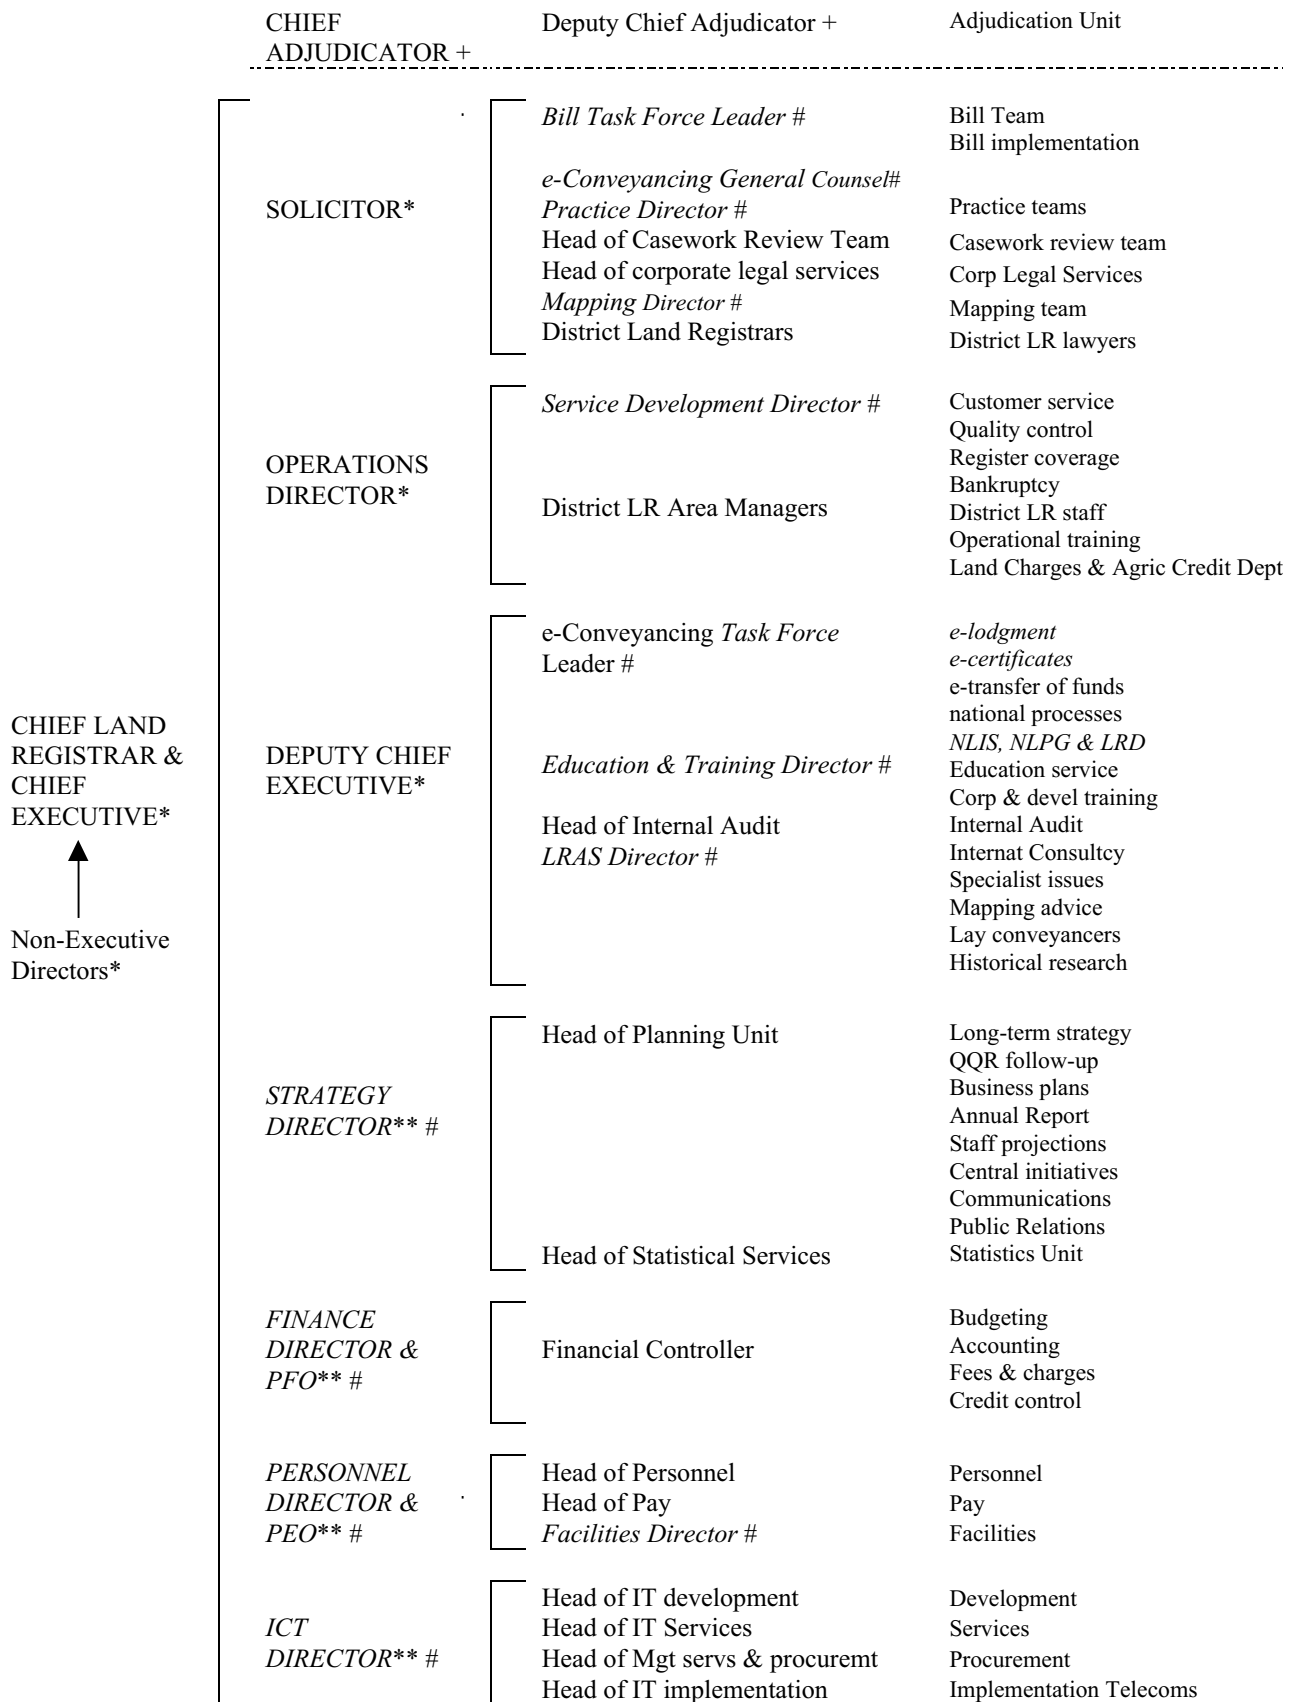 CHIEF
ADJUDICATOR +
Deputy Chief Adjudicator +
Adjudication Unit
CHIEF LAND
REGISTRAR &
CHIEF
EXECUTIVE*
Non-Executive
Directors*
SOLICITOR*
Bill Task Force Leader #
e-Conveyancing General Counsel#
Practice Director #
Head of Casework Review Team
Head of corporate legal services
Mapping Director #
District Land Registrars
Bill Team
Bill implementation
Practice teams
Casework review team
Corp Legal Services
Mapping team
District LR lawyers
OPERATIONS
DIRECTOR*
Service Development Director #
District LR Area Managers
Customer service
Quality control
Register coverage
Bankruptcy
District LR staff
Operational training
Land Charges & Agric Credit Dept
DEPUTY CHIEF
EXECUTIVE*
e-Conveyancing Task Force
Leader #
Education & Training Director #
Head of Internal Audit
LRAS Director #
e-lodgment
e-certificates
e-transfer of funds
national processes
NLIS, NLPG & LRD
Education service
Corp & devel training
Internal Audit
Internat Consultcy
Specialist issues
Mapping advice
Lay conveyancers
Historical research
STRATEGY
DIRECTOR** #
Head of Planning Unit
Head of Statistical Services
Long-term strategy
QQR follow-up
Business plans
Annual Report
Staff projections
Central initiatives
Communications
Public Relations
Statistics Unit
FINANCE
DIRECTOR &
PFO** #
Financial Controller
Budgeting
Accounting
Fees & charges
Credit control
PERSONNEL
DIRECTOR &
PEO** #
Head of Personnel
Head of Pay
Facilities Director #
Personnel
Pay
Facilities
ICT
DIRECTOR** #
Head of IT development
Head of IT Services
Head of Mgt servs & procuremt
Head of IT implementation
Development
Services
Procurement
Implementation Telecoms